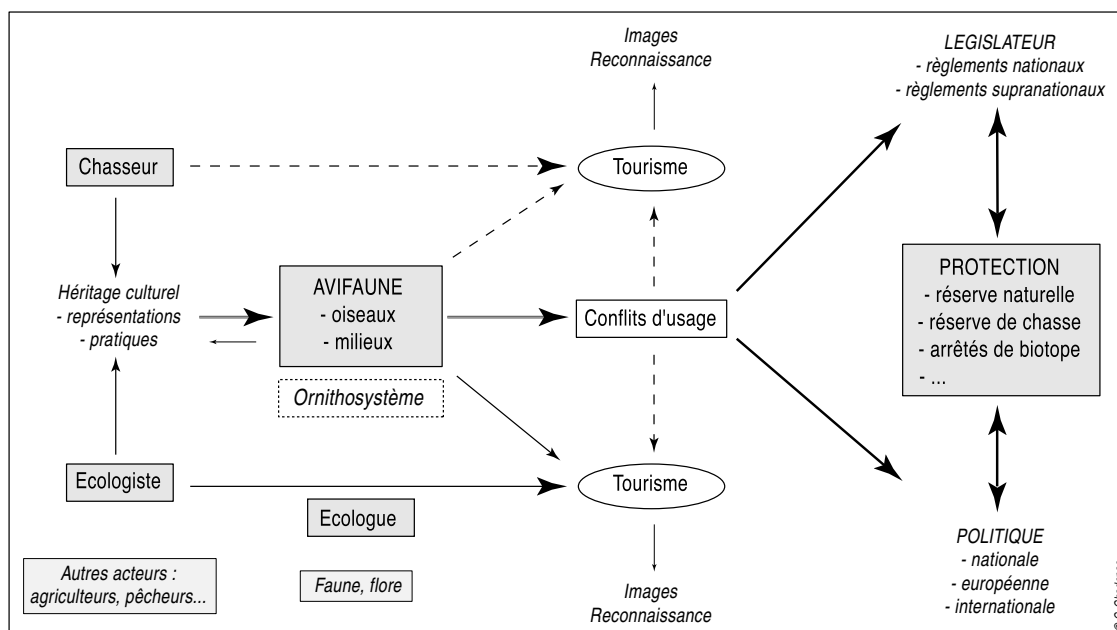 Images
Reconnaissance
LEGISLATEUR
- règlements nationaux
- règlements supranationaux
Chasseur
Tourisme
Héritage culturel
- représentations
- pratiques
AVIFAUNE
- oiseaux
- milieux
Ornithosystème
Conflits d'usage
PROTECTION
- réserve naturelle
- réserve de chasse
- arrêtés de biotope
- ...
Ecologiste
Tourisme
Ecologue
Autres acteurs :
agriculteurs, pêcheurs...
Faune, flore
Images
Reconnaissance
POLITIQUE
- nationale
- européenne
- internationale